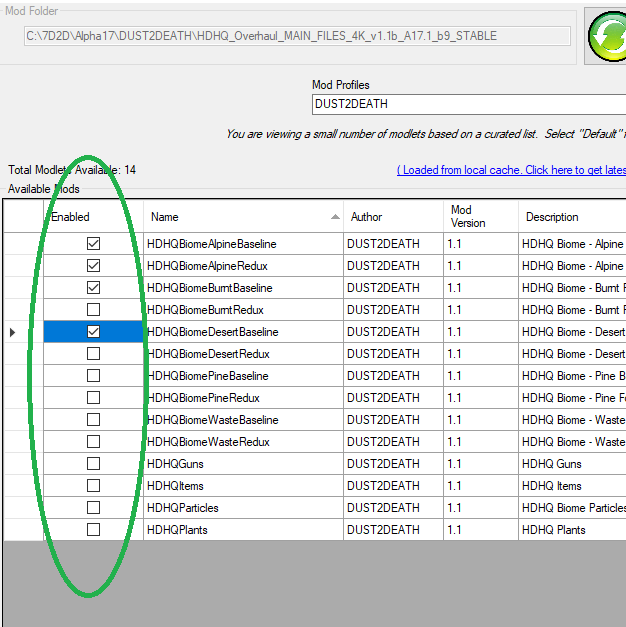 Mod Folder
C:\7D2D\Alpha17\DUST2DEATH\HDHQ_Overhaul_MAIN_FILES_4K_v1.1b_A17.1_b9_STABLE
Mod Profiles
DUST2DEATH
You are viewing a small number of modlets based on a curated list. Select "Default"
Total Modlets Available: 14
( Loaded from local cache. Click here to get lates
Available Mods
Enabled Name Author Mod Version Description
HDHQBiomeAlpineBaseline DUST2DEATH 1.1 HDHQ Biome - Alpine
HDHQBiomeAlpineRedux DUST2DEATH 1.1 HDHQ Biome - Alpine
HDHQBiomeBurntBaseline DUST2DEATH 1.1 HDHQ Biome - Burnt
HDHQBiomeBurntRedux DUST2DEATH 1.1 HDHQ Biome - Burnt
HDHQBiomeDesertBaseline DUST2DEATH 1.1 HDHQ Biome - Desert
HDHQBiomeDesertRedux DUST2DEATH 1.1 HDHQ Biome - Desert
HDHQBiomePineBaseline DUST2DEATH 1.1 HDHQ Biome - Pine B
HDHQBiomePineRedux DUST2DEATH 1.1 HDHQ Biome - Pine F
HDHQBiomeWasteBaseline DUST2DEATH 1.1 HDHQ Biome - Waste
HDHQBiomeWasteRedux DUST2DEATH 1.1 HDHQ Biome - Waste
HDHQGuns DUST2DEATH 1.1 HDHQ Guns
HDHQItems DUST2DEATH 1.1 HDHQ Items
HDHQParticles DUST2DEATH 1.1 HDHQ Biome Particles
HDHQPlants DUST2DEATH 1.1 HDHQ Plants